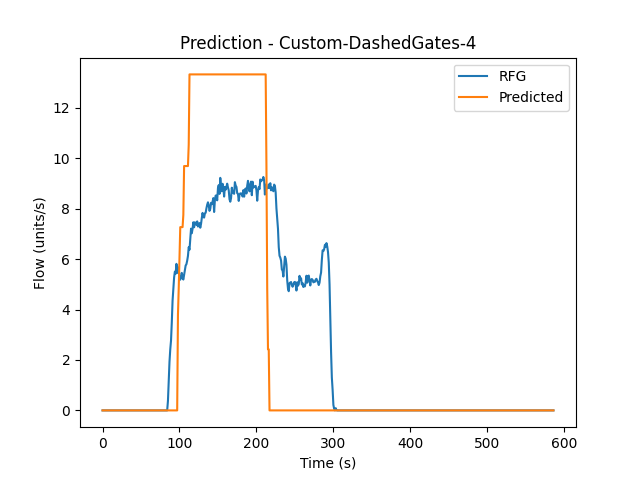 Prediction - Custom-DashedGates-4
RFG
Predicted
Flow (units/s)
12
10
8
6
4
2
0
0 100 200 300 400 500 600
Time (s)